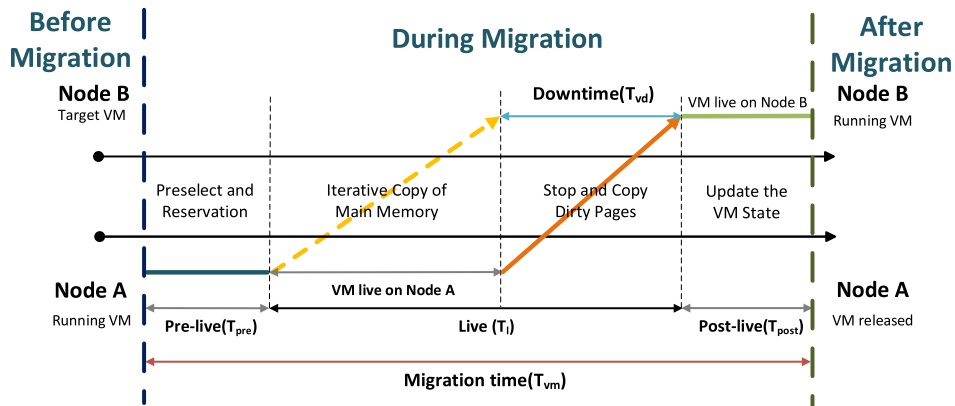 Before
Migration
During Migration
After
Migration
Node B
Target VM
Downtime(Tvd)
VM live on Node B
Node B
Running VM
Preselect and
Reservation
Iterative Copy of
Main Memory
Stop and Copy
Dirty Pages
Update the
VM State
Node A
Running VM
VM live on Node A
Node A
VM released
Pre-live(Tpre)
Live (Tl)
Post-live(Tpost)
Migration time(Tvm)